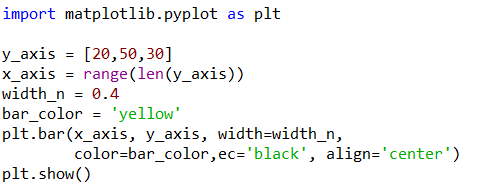 import matplotlib.pyplot as plt
y_axis = [20,50,30]
x_axis = range(len(y_axis))
width_n = 0.4
bar_color = 'yellow'
plt.bar(x_axis, y_axis, width=width_n,
        color=bar_color,ec='black', align='center')
plt.show()